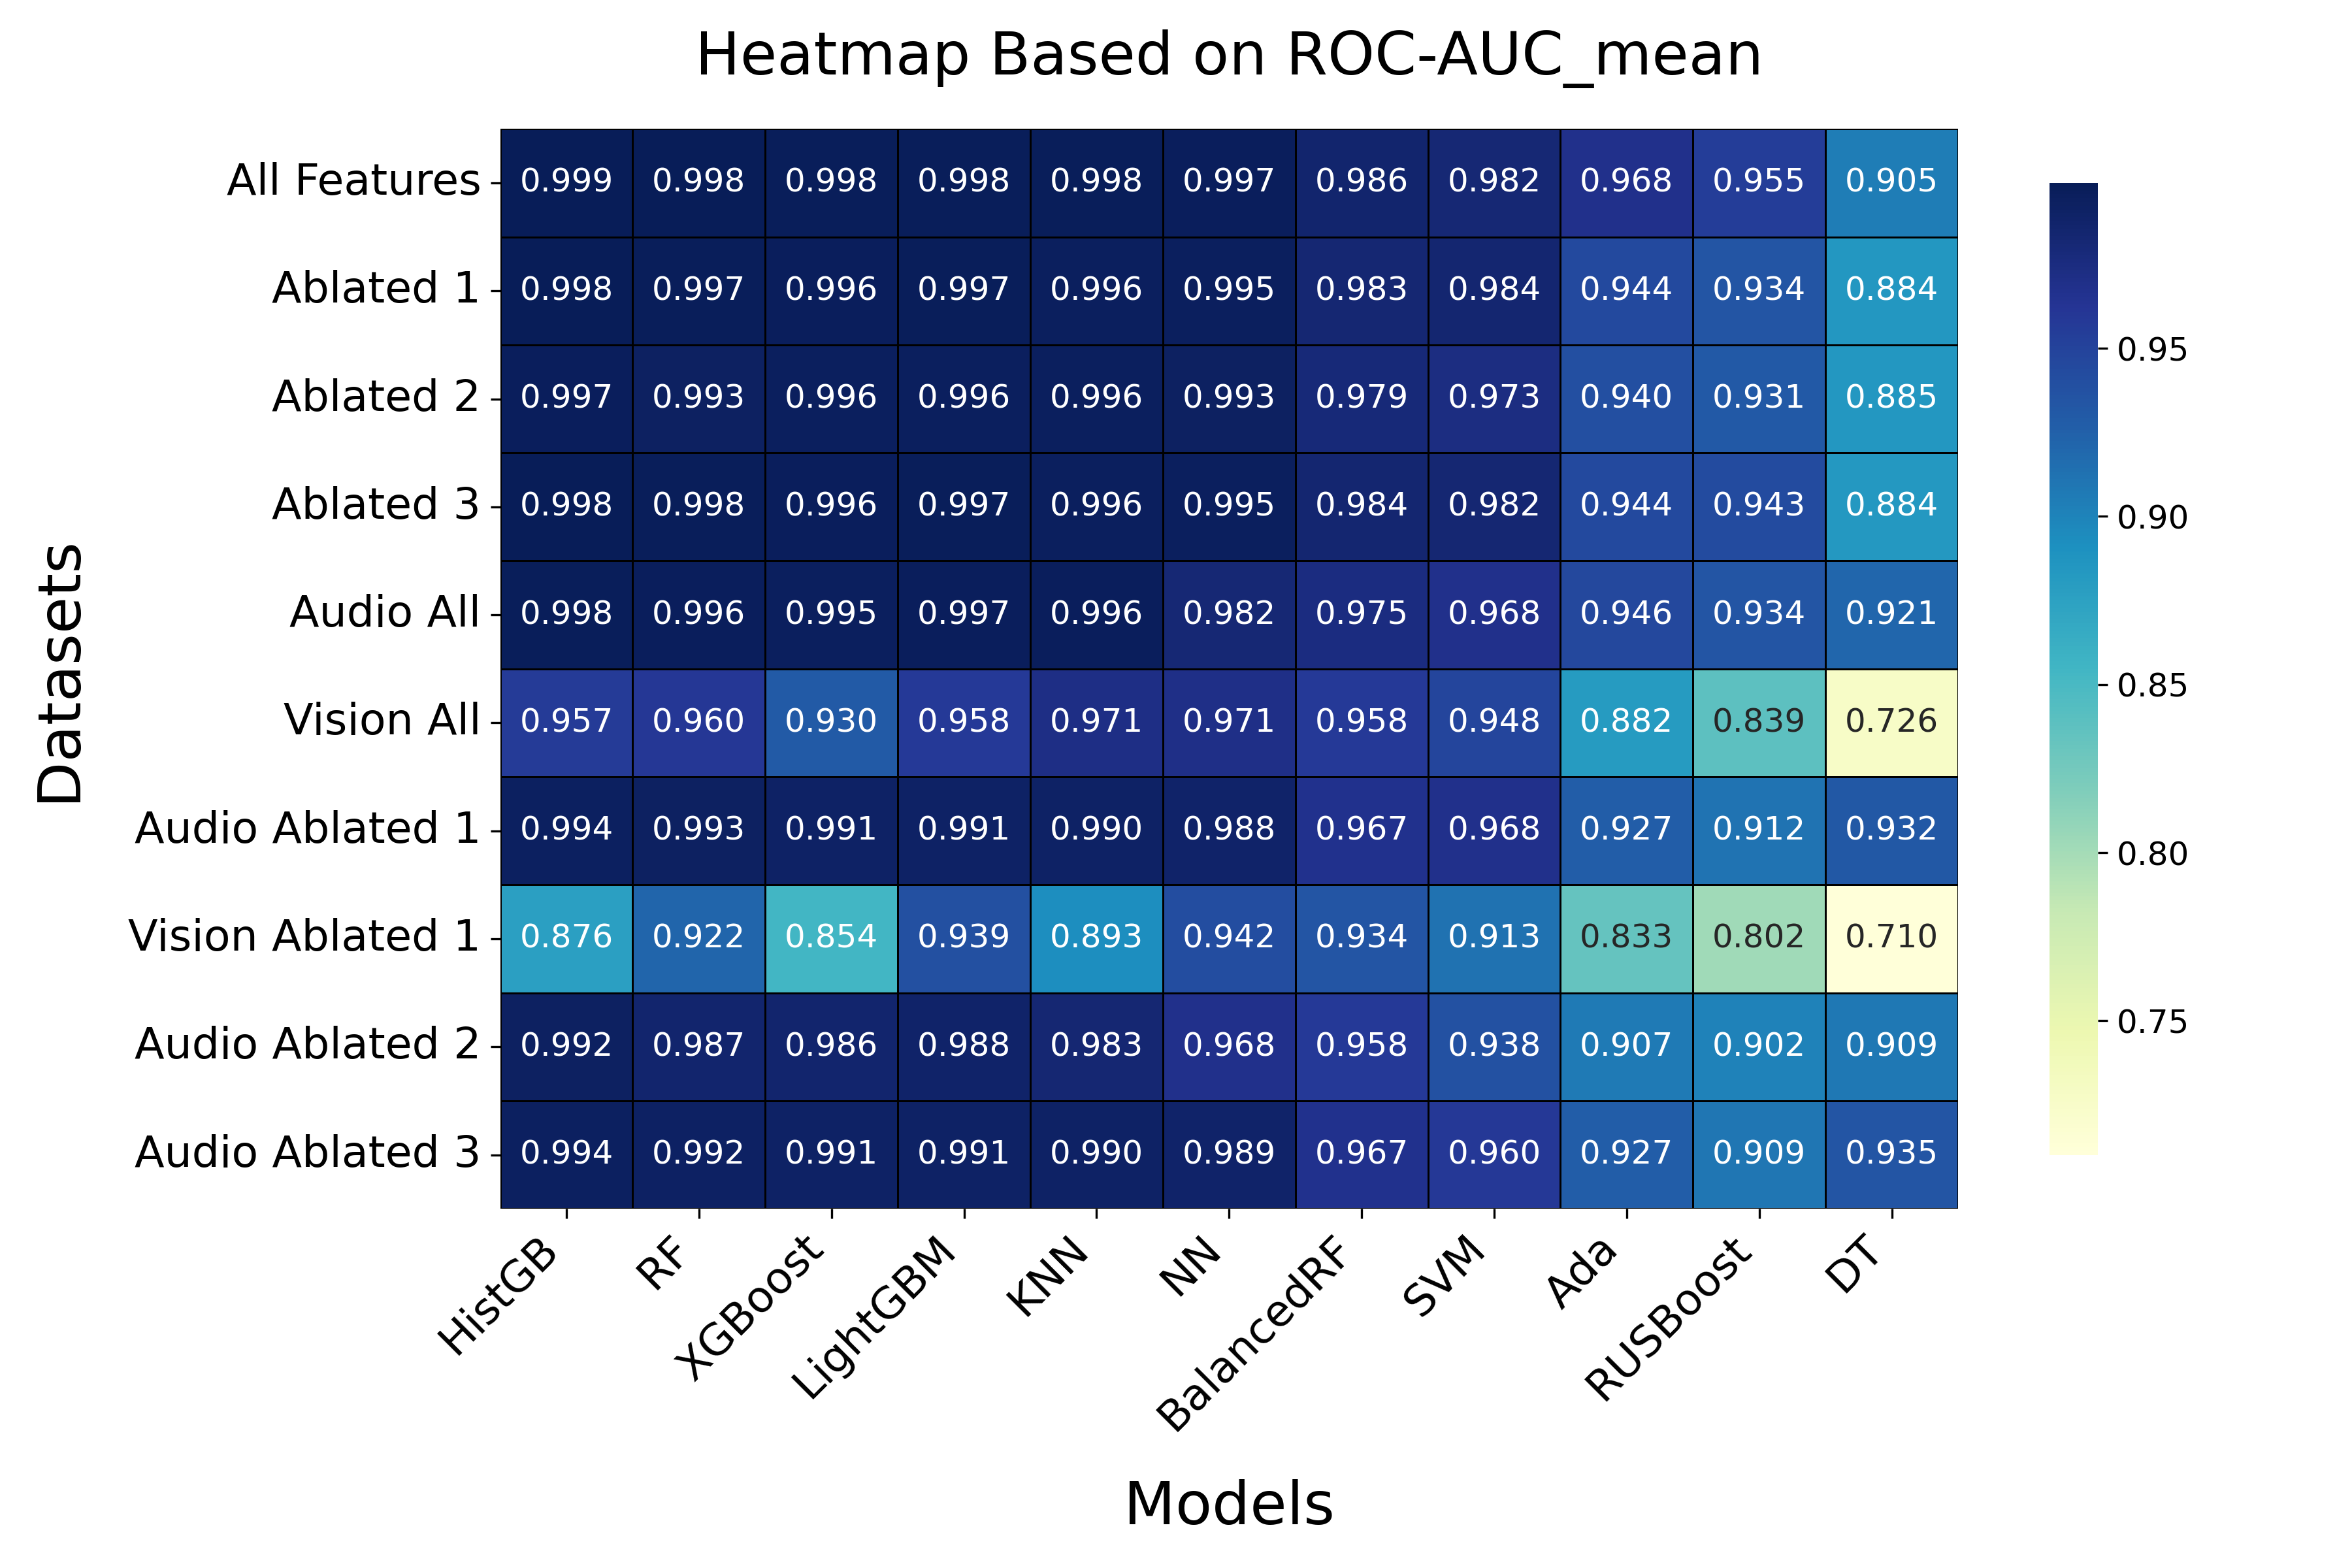 Heatmap Based on ROC-AUC_mean
Datasets
All Features 0.999 0.998 0.998 0.998 0.998 0.997 0.986 0.982 0.968 0.955 0.905
Ablated 1 0.998 0.997 0.996 0.997 0.996 0.995 0.983 0.984 0.944 0.934 0.884
Ablated 2 0.997 0.993 0.996 0.996 0.996 0.993 0.979 0.973 0.940 0.931 0.885
Ablated 3 0.998 0.998 0.996 0.997 0.996 0.995 0.984 0.982 0.944 0.943 0.884
Audio All 0.998 0.996 0.995 0.997 0.996 0.982 0.975 0.968 0.946 0.934 0.921
Vision All 0.957 0.960 0.930 0.958 0.971 0.971 0.958 0.948 0.882 0.839 0.726
Audio Ablated 1 0.994 0.993 0.991 0.991 0.990 0.988 0.967 0.968 0.927 0.912 0.932
Vision Ablated 1 0.876 0.922 0.854 0.939 0.893 0.942 0.934 0.913 0.833 0.802 0.710
Audio Ablated 2 0.992 0.987 0.986 0.988 0.983 0.968 0.958 0.938 0.907 0.902 0.909
Audio Ablated 3 0.994 0.992 0.991 0.991 0.990 0.989 0.967 0.960 0.927 0.909 0.935
HistGB RF XGBoost LightGBM KNN NN BalancedRF SVM Ada RUSBoost DT
Models
0.95
0.90
0.85
0.80
0.75